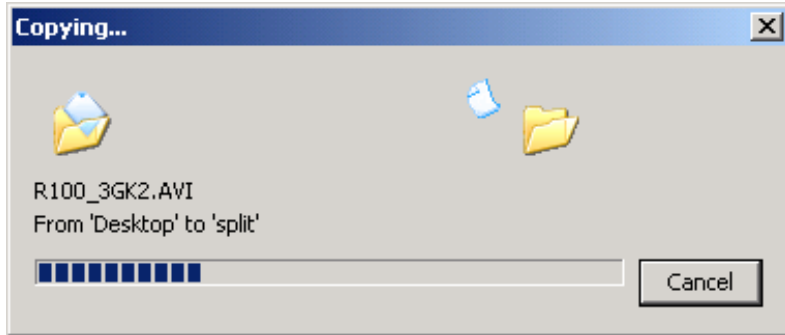 Copying...
R100_3GK2.AVI
From 'Desktop' to 'split'
Cancel